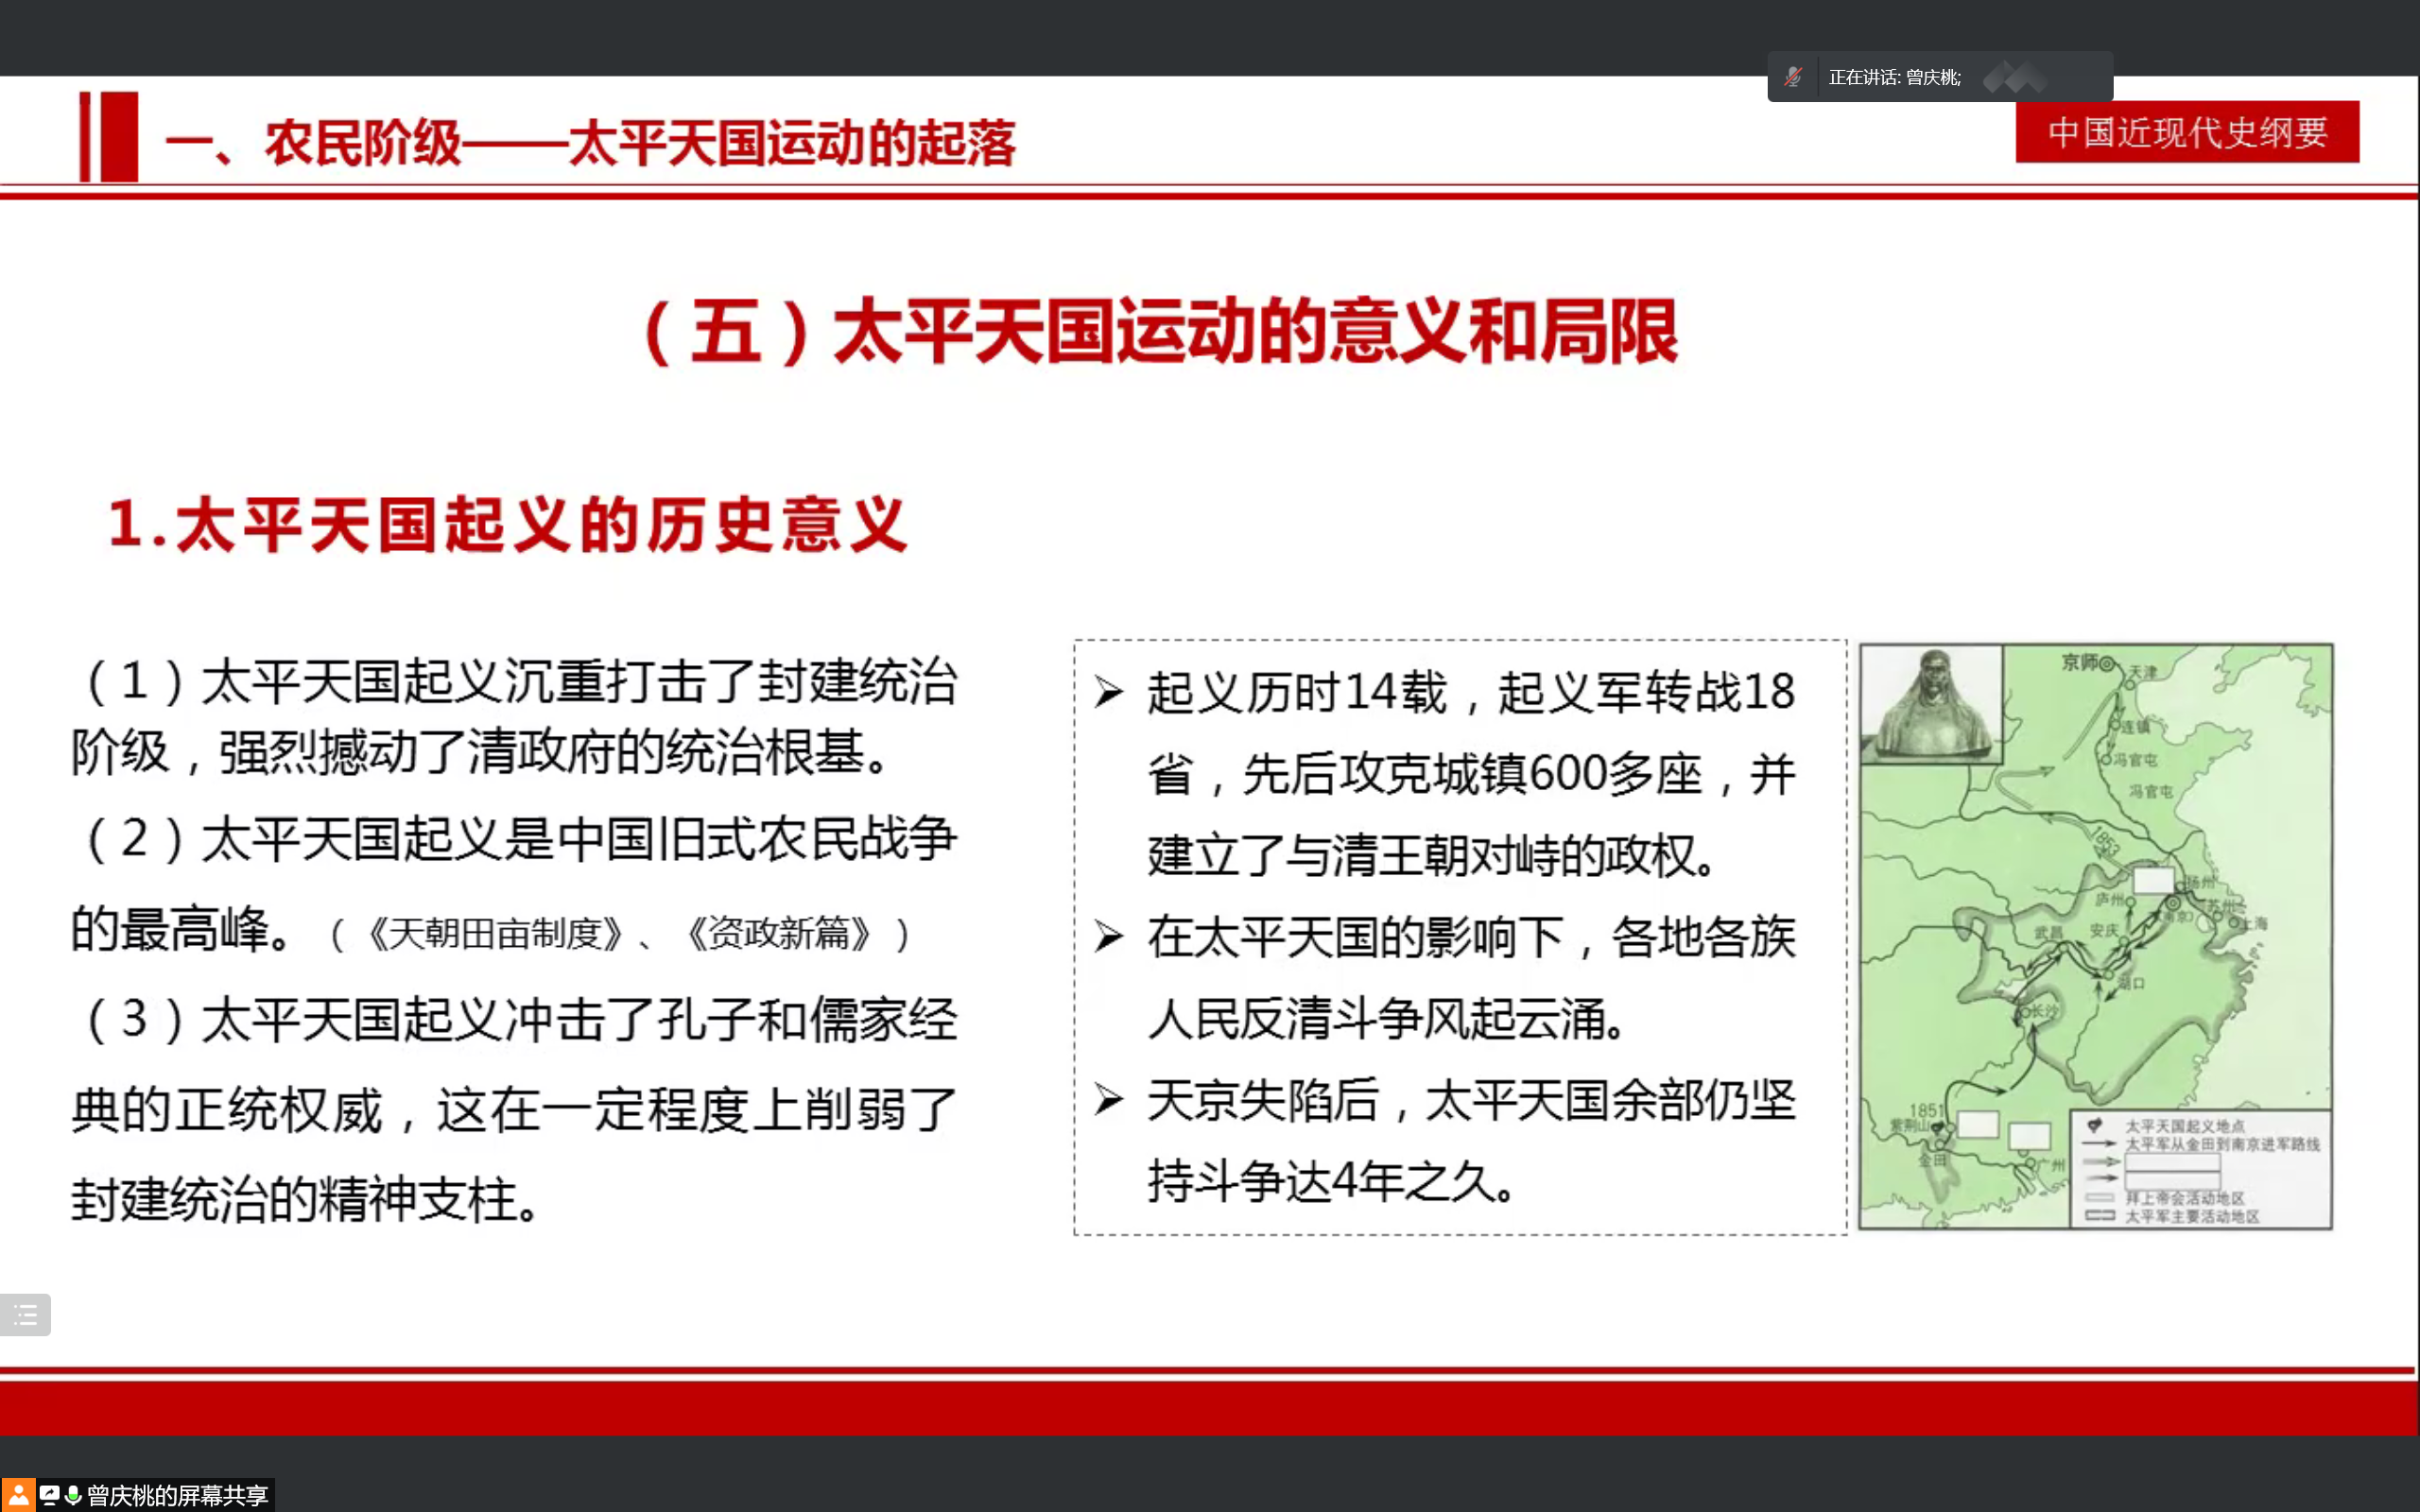 正在讲话: 曾庆桃;
一、农民阶级——太平天国运动的起落
中国近现代史纲要
（五）太平天国运动的意义和局限
1.太平天国起义的历史意义
（1）太平天国起义沉重打击了封建统治
阶级，强烈撼动了清政府的统治根基。
（2）太平天国起义是中国旧式农民战争
的最高峰。（《天朝田亩制度》、《资政新篇》）
（3）太平天国起义冲击了孔子和儒家经
典的正统权威，这在一定程度上削弱了
封建统治的精神支柱。
➢ 起义历时14载，起义军转战18
省，先后攻克城镇600多座，并
建立了与清王朝对峙的政权。
➢ 在太平天国的影响下，各地各族
人民反清斗争风起云涌。
➢ 天京失陷后，太平天国余部仍坚
持斗争达4年之久。
京师
天津
连镇
冯官屯
冯官屯
1853
扬州
庐州
苏州
(南京)
上海
武昌
安庆
湖口
长沙
1851
紫荆山
金田
广州
太平天国起义地点
太平军从金田到南京进军路线
拜上帝会活动地区
太平军主要活动地区
曾庆桃的屏幕共享